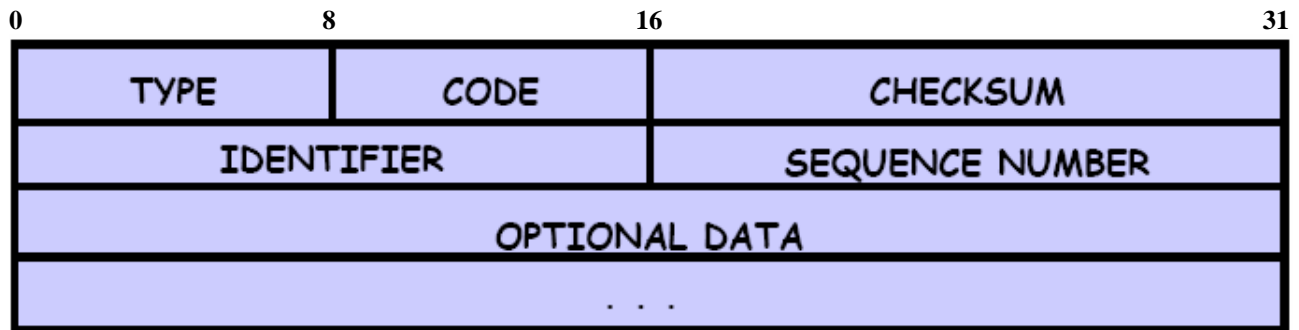 0 8 16 31
TYPE CODE CHECKSUM
IDENTIFIER SEQUENCE NUMBER
OPTIONAL DATA
. . .